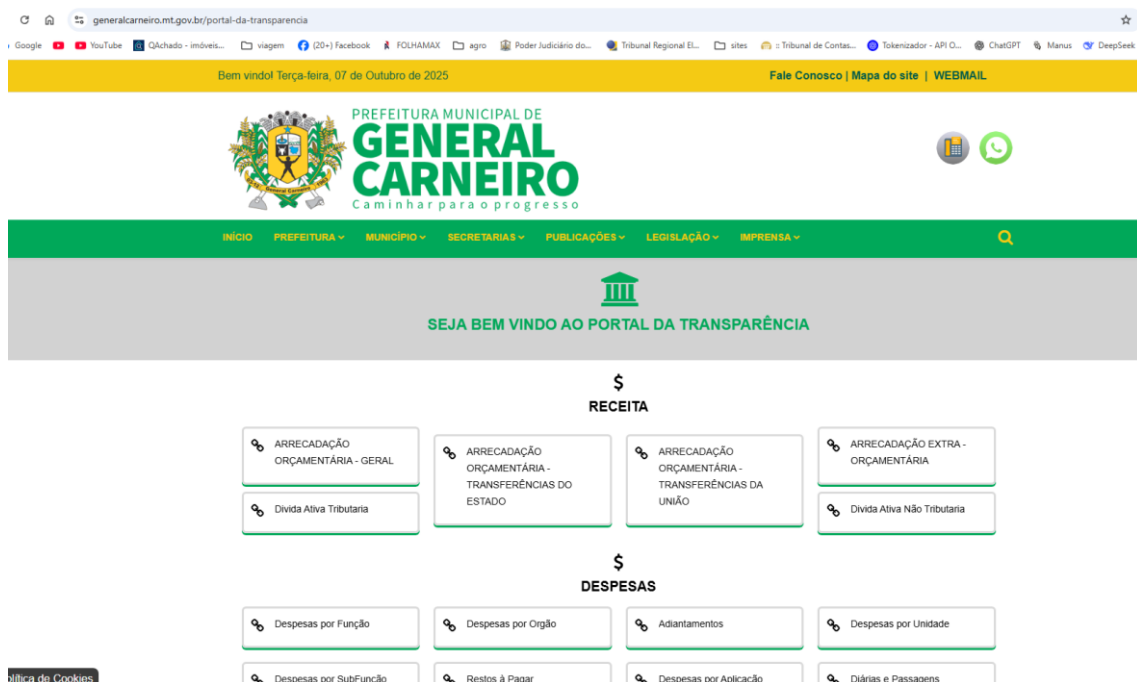 generalcarneiro.mt.gov.br/portal-da-transparencia
Google YouTube QAchado - imóveis... viagem (20+) Facebook FOLHAMAX agro Poder Judiciário do... Tribunal Regional El... sites :: Tribunal de Contas... Tokenizador - API O... ChatGPT Manus DeepSeek
Bem vindo! Terça-feira, 07 de Outubro de 2025
Fale Conosco | Mapa do site | WEBMAIL
PREFEITURA MUNICIPAL DE
GENERAL
CARNEIRO
Caminhar para o progresso
General Carneiro
INÍCIO PREFEITURA MUNICÍPIO SECRETARIAS PUBLICAÇÕES LEGISLAÇÃO IMPRENSA
SEJA BEM VINDO AO PORTAL DA TRANSPARÊNCIA
$
RECEITA
ARRECADAÇÃO
ORÇAMENTÁRIA - GERAL
ARRECADAÇÃO
ORÇAMENTÁRIA -
TRANSFERÊNCIAS DO
ESTADO
ARRECADAÇÃO
ORÇAMENTÁRIA -
TRANSFERÊNCIAS DA
UNIÃO
ARRECADAÇÃO EXTRA -
ORÇAMENTÁRIA
Divida Ativa Tributaria
Divida Ativa Não Tributaria
$
DESPESAS
Despesas por Função
Despesas por Orgão
Adiantamentos
Despesas por Unidade
Despesas por SubFunção
Restos à Pagar
Despesas por Aplicação
Diárias e Passagens
olítica de Cookies